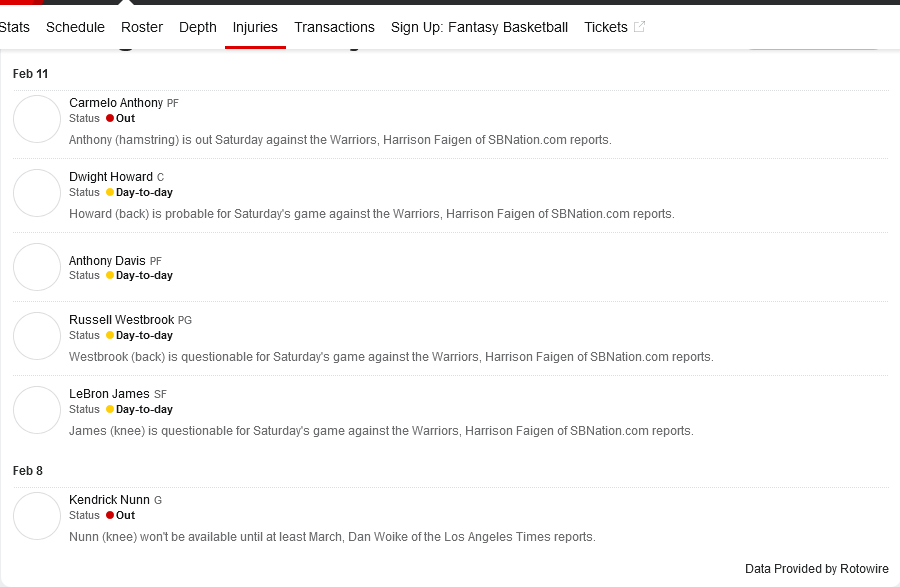 Stats Schedule Roster Depth Injuries Transactions Sign Up: Fantasy Basketball Tickets
Feb 11
Carmelo Anthony PF
Status Out
Anthony (hamstring) is out Saturday against the Warriors, Harrison Faigen of SBNation.com reports.
Dwight Howard C
Status Day-to-day
Howard (back) is probable for Saturday's game against the Warriors, Harrison Faigen of SBNation.com reports.
Anthony Davis PF
Status Day-to-day
Russell Westbrook PG
Status Day-to-day
Westbrook (back) is questionable for Saturday's game against the Warriors, Harrison Faigen of SBNation.com reports.
LeBron James SF
Status Day-to-day
James (knee) is questionable for Saturday's game against the Warriors, Harrison Faigen of SBNation.com reports.
Feb 8
Kendrick Nunn G
Status Out
Nunn (knee) won't be available until at least March, Dan Woike of the Los Angeles Times reports.
Data Provided by Rotowire